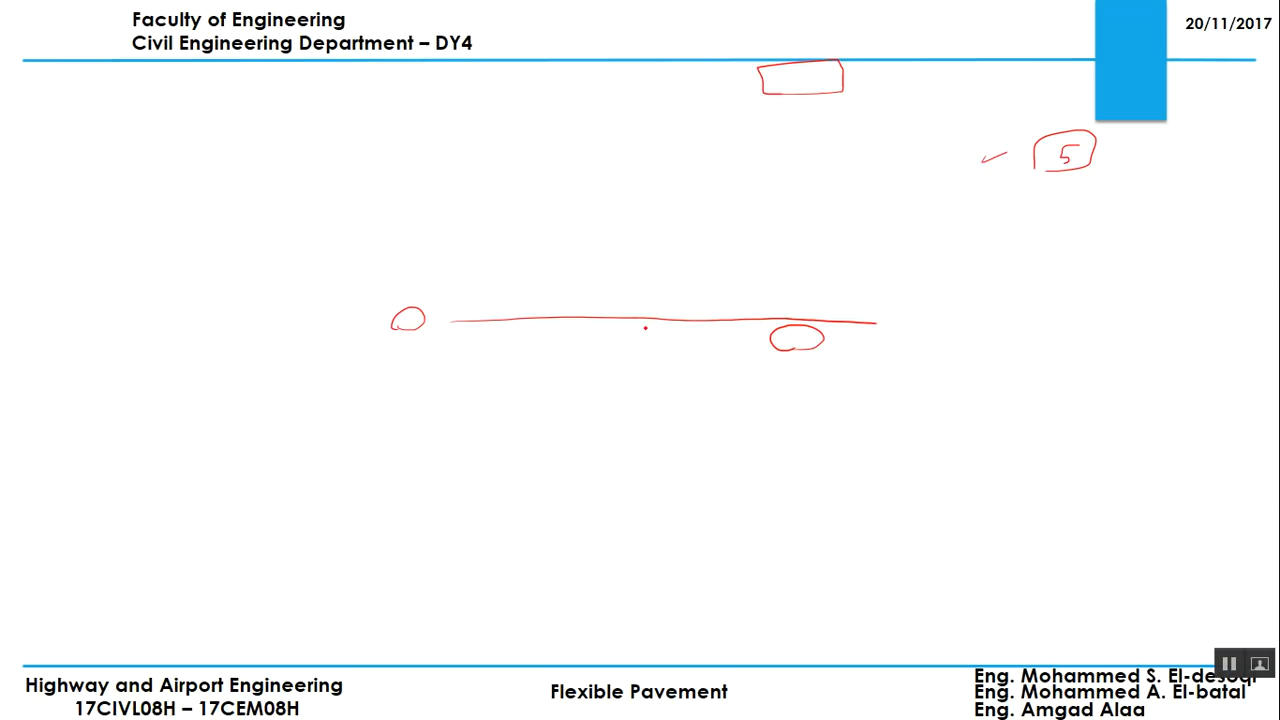 Faculty of Engineering
Civil Engineering Department – DY4
20/11/2017
5
Highway and Airport Engineering
17CIVL08H – 17CEM08H
Flexible Pavement
Eng. Mohammed S. El-desoqi
Eng. Mohammed A. El-batal
Eng. Amgad Alaa